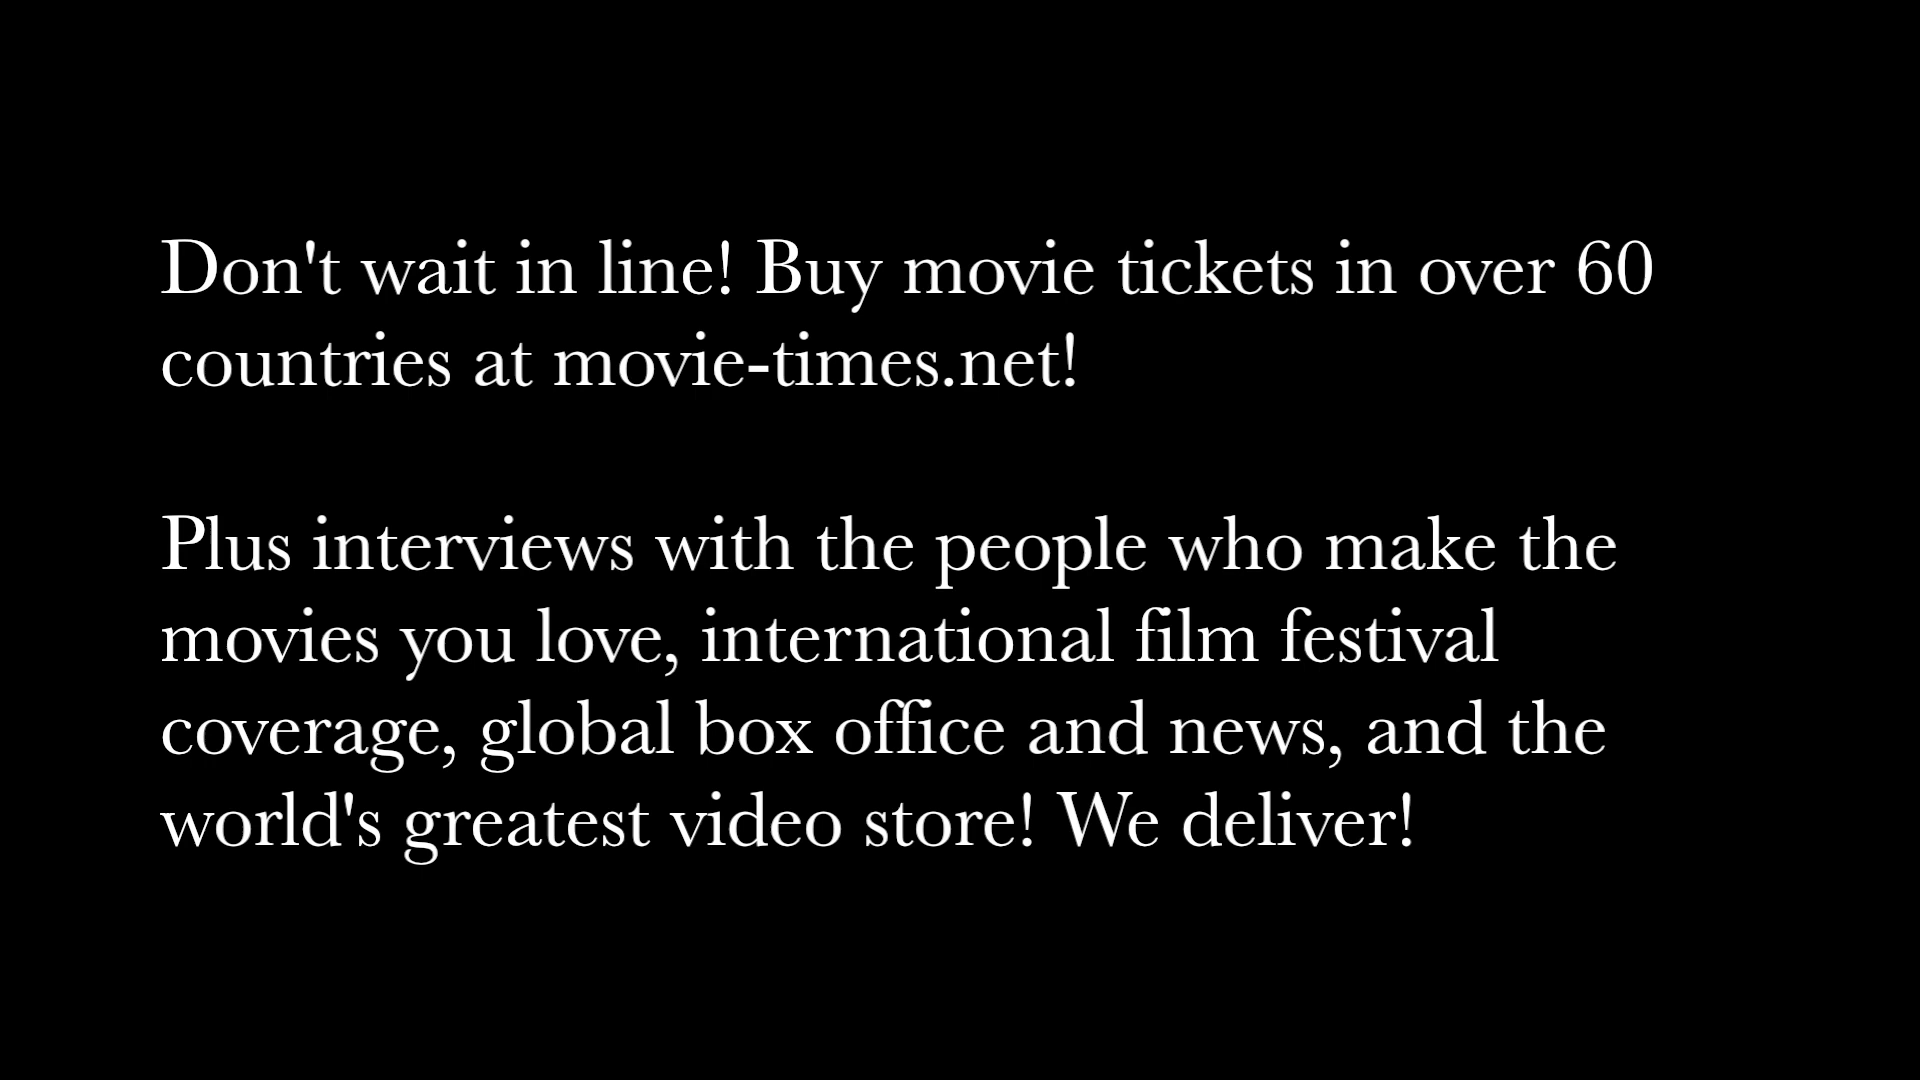 Don't wait in line! Buy movie tickets in over 60
countries at movie-times.net!
Plus interviews with the people who make the
movies you love, international film festival
coverage, global box office and news, and the
world's greatest video store! We deliver!